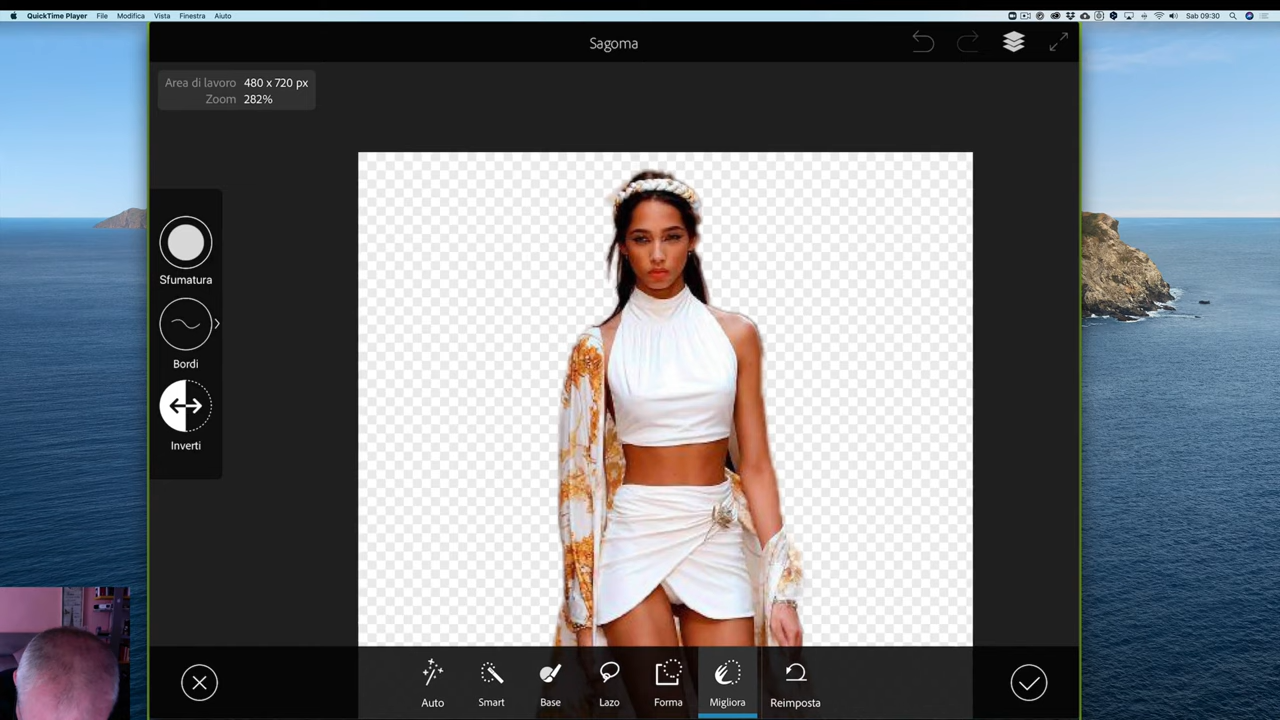 QuickTime Player File Modifica Vista Finestra Aiuto Sab 09:30
Sagoma
Area di lavoro 480 x 720 px
Zoom 282%
Sfumatura
Bordi
Inverti
Auto Smart Base Lazo Forma Migliora Reimposta